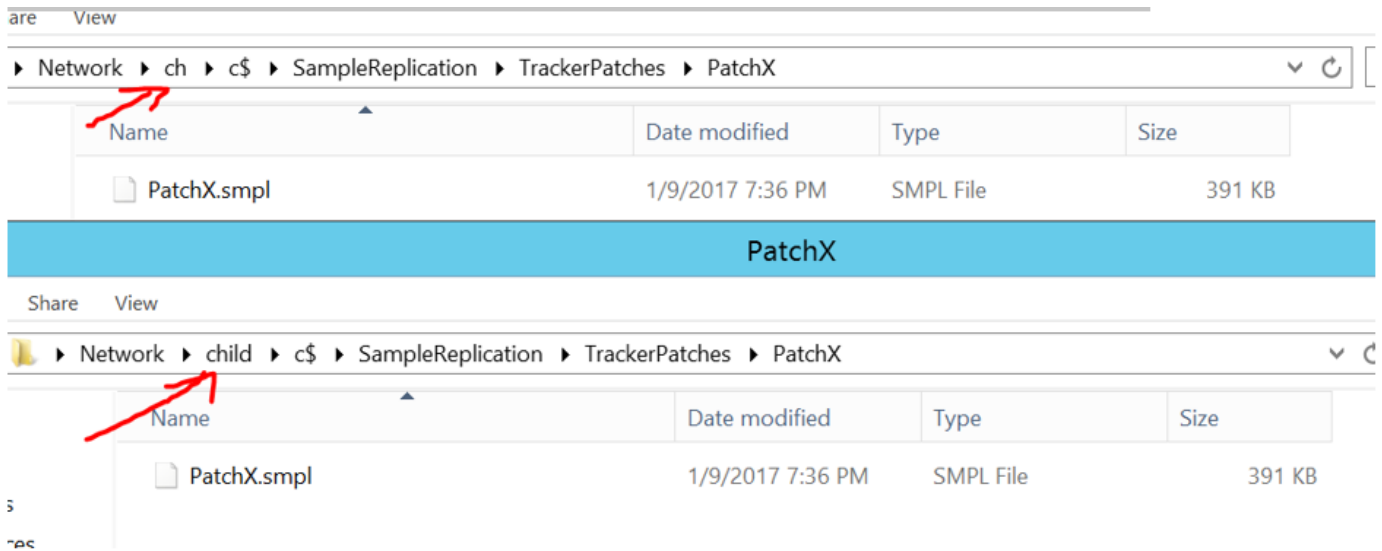 are View
Network ch c$ SampleReplication TrackerPatches PatchX
Name Date modified Type Size
PatchX.smpl 1/9/2017 7:36 PM SMPL File 391 KB
PatchX
Share View
Network child c$ SampleReplication TrackerPatches PatchX
Name Date modified Type Size
PatchX.smpl 1/9/2017 7:36 PM SMPL File 391 KB
s
ces